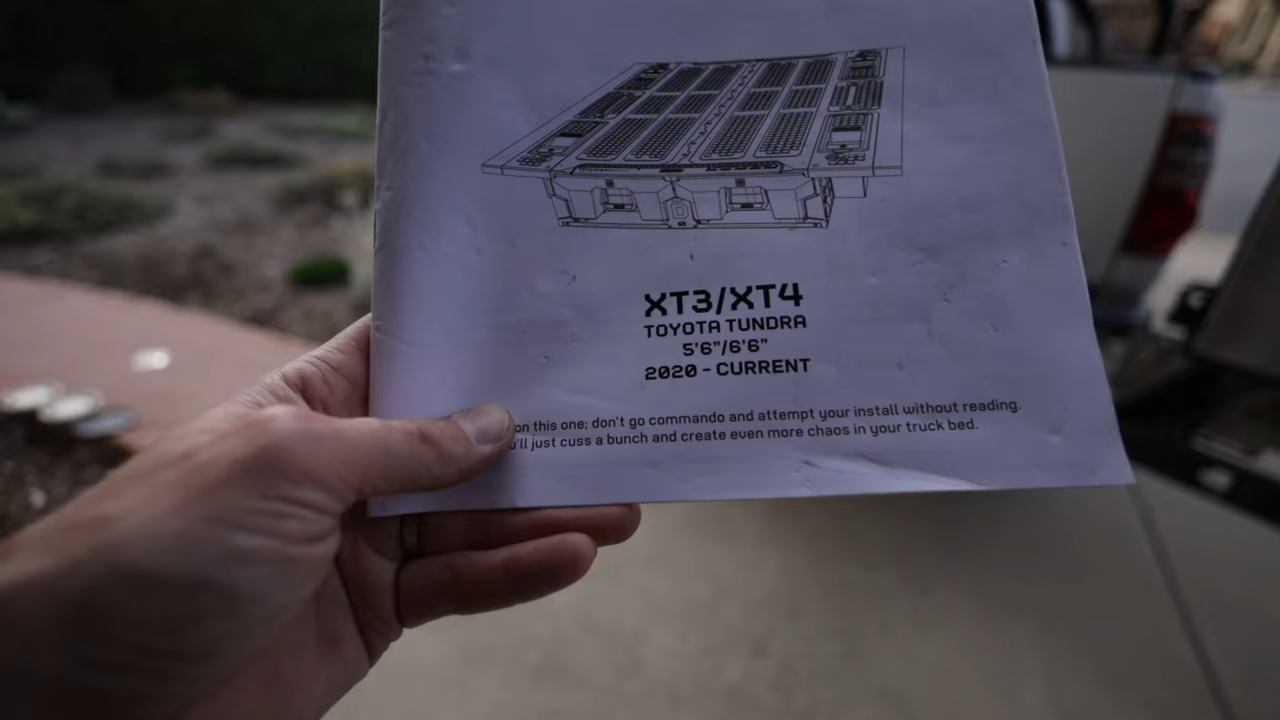 XT3/XT4
TOYOTA TUNDRA
5'6"/6'6"
2020 - CURRENT
on this one; don't go commando and attempt your install without reading.
u'll just cuss a bunch and create even more chaos in your truck bed.